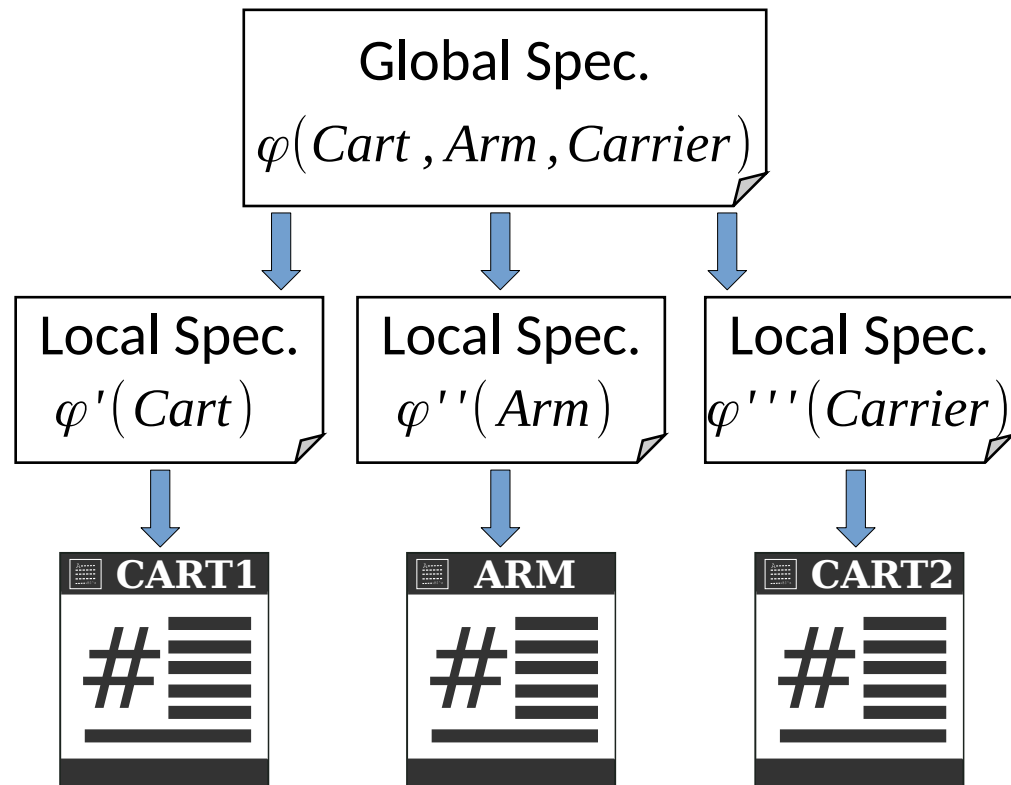 Global Spec.
φ(Cart , Arm , Carrier)
Local Spec.
φ'(Cart)
Local Spec.
φ''(Arm)
Local Spec.
φ'''(Carrier)
CART1
#
ARM
#
CART2
#